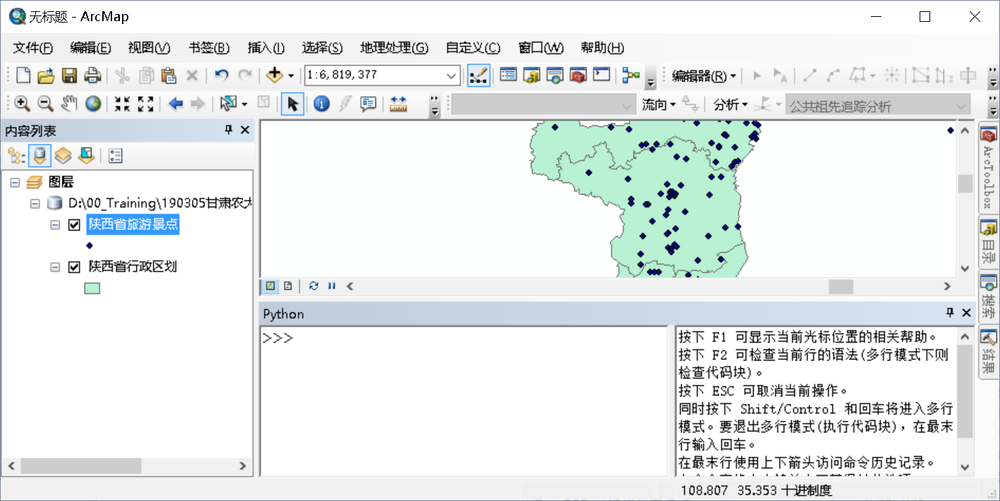 无标题 - ArcMap
文件(F) 编辑(E) 视图(V) 书签(B) 插入(I) 选择(S) 地理处理(G) 自定义(C) 窗口(W) 帮助(H)
1:6,819,377
编辑器(R)
流向
分析
公共祖先追踪分析
内容列表
图层
D:\00_Training\190305甘肃农大
陕西省旅游景点
陕西省行政区划
ArcToolbox
目录
搜索
结果
Python
>>>
按下 F1 可显示当前光标位置的相关帮助。
按下 F2 可检查当前行的语法(多行模式下则
检查代码块)。
按下 ESC 可取消当前操作。
同时按下 Shift/Control 和回车将进入多行
模式。要退出多行模式(执行代码块)，在最末
行输入回车。
在最末行使用上下箭头访问命令历史记录。
108.807 35.353 十进制度